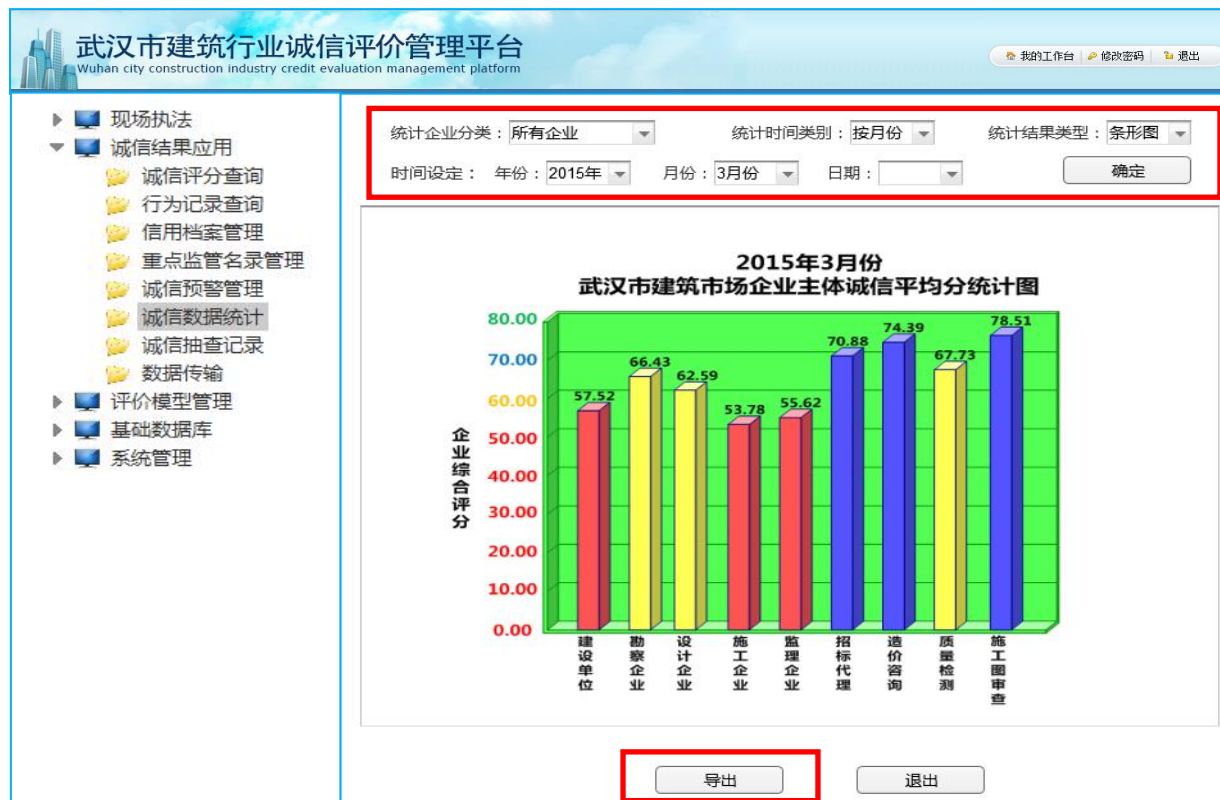 武汉市建筑行业诚信评价管理平台
Wuhan city construction industry credit evaluation management platform
我的工作台 修改密码 退出
现场执法
诚信结果应用
诚信评分查询
行为记录查询
信用档案管理
重点监管名录管理
诚信预警管理
诚信数据统计
诚信抽查记录
数据传输
评价模型管理
基础数据库
系统管理
统计企业分类：所有企业 统计时间类别：按月份 统计结果类型：条形图
时间设定： 年份：2015年 月份：3月份 日期： 确定
2015年3月份
武汉市建筑市场企业主体诚信平均分统计图
企业综合评分
80.00
70.00
60.00
50.00
40.00
30.00
20.00
10.00
0.00
57.52
66.43
62.59
53.78
55.62
70.88
74.39
67.73
78.51
建设单位
勘察企业
设计企业
施工企业
监理企业
招标代理
造价咨询
质量检测
施工图审查
导出 退出